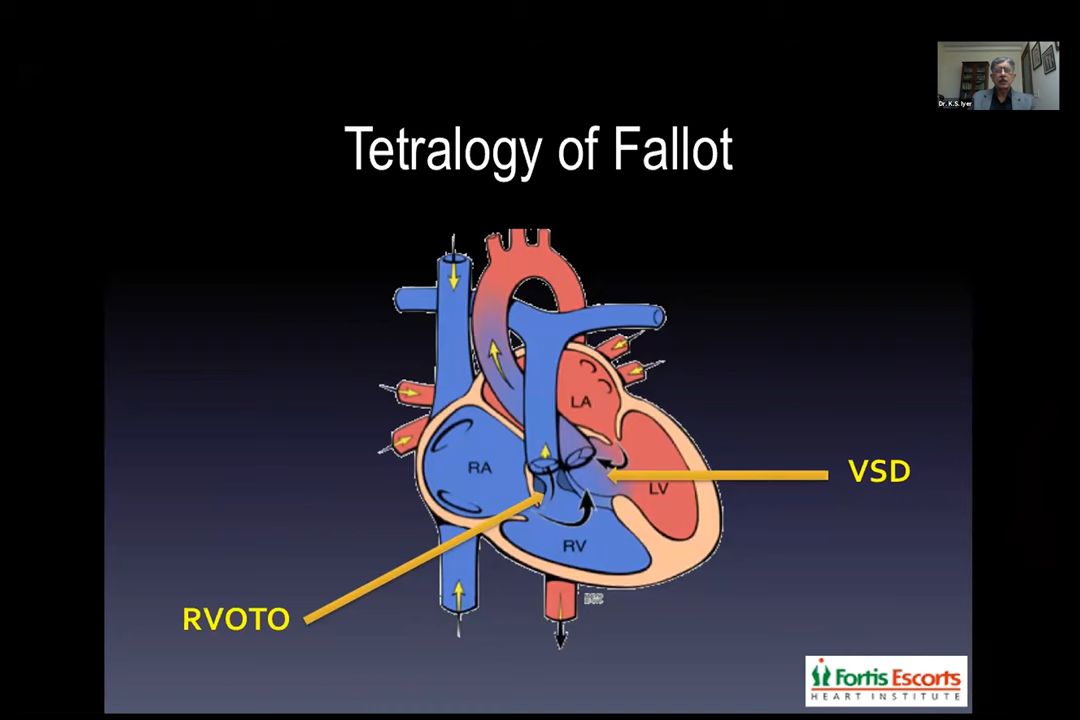 Dr. K.S. Iyer
Tetralogy of Fallot
LA
RA
VSD
LV
RV
RVOTO
Fortis Escorts
HEART INSTITUTE